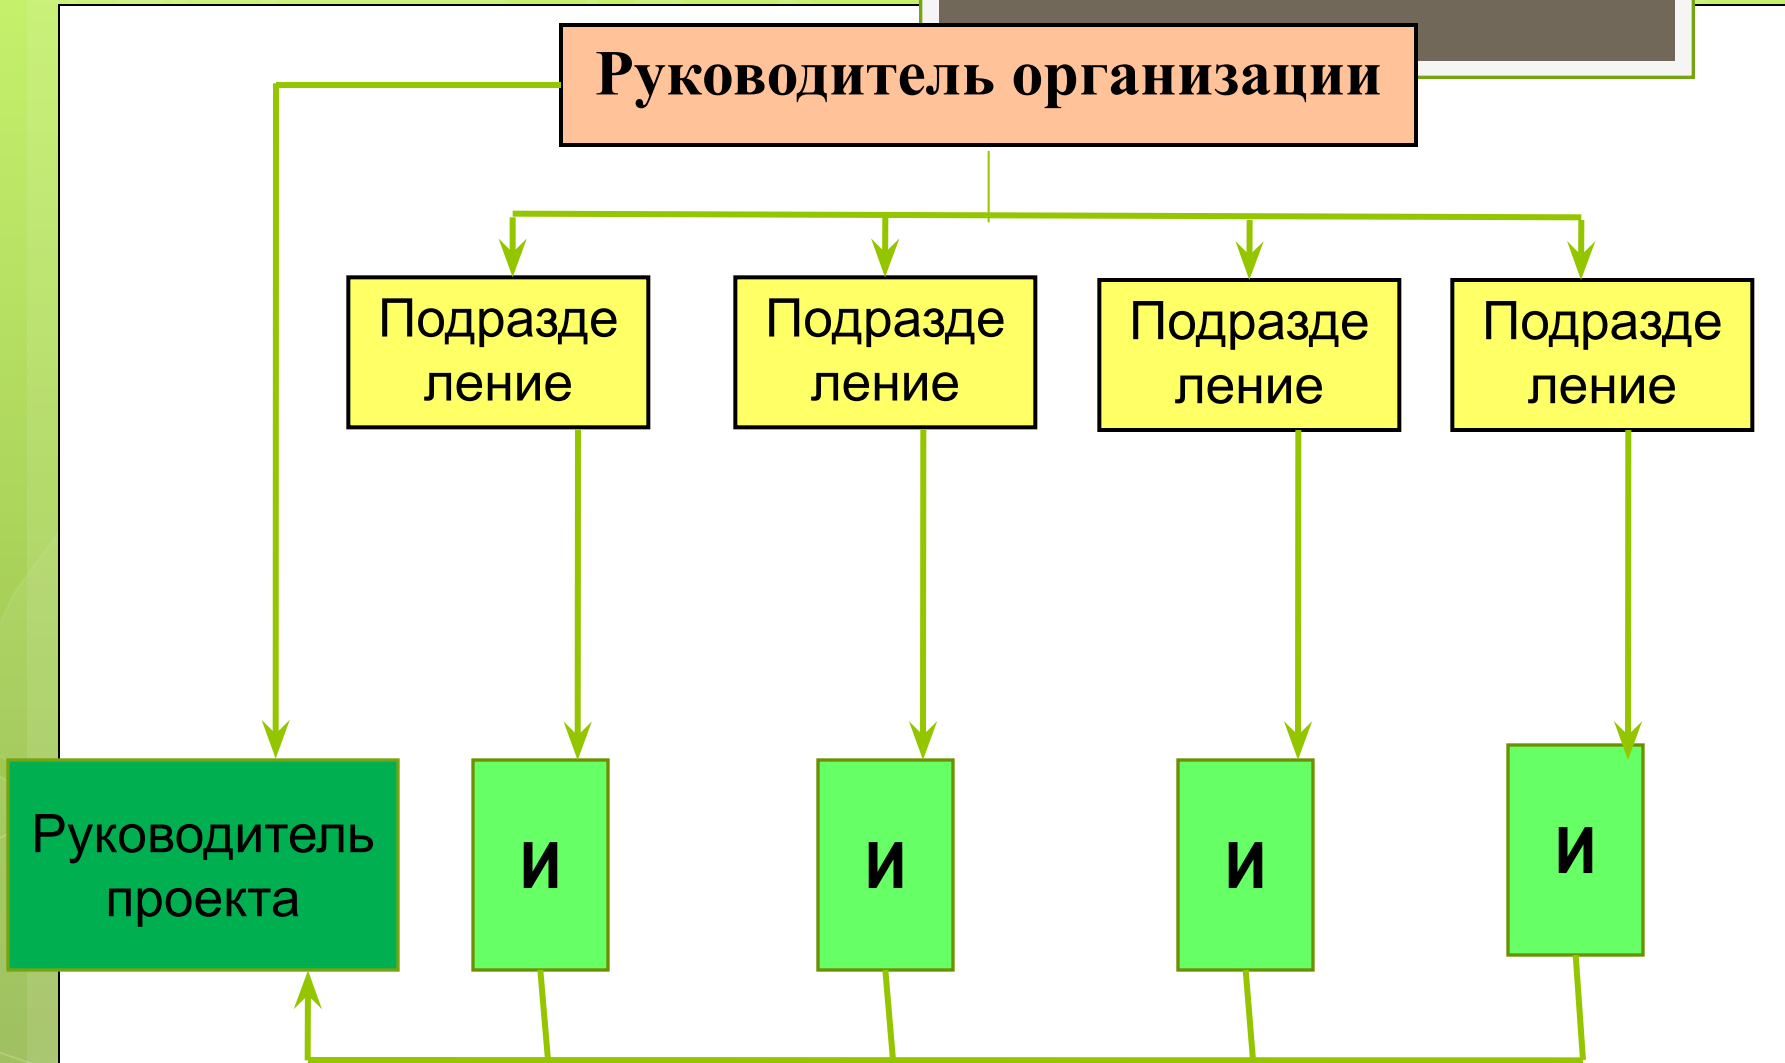 Руководитель организации
Подразде
ление
Подразде
ление
Подразде
ление
Подразде
ление
Руководитель
проекта
И
И
И
И